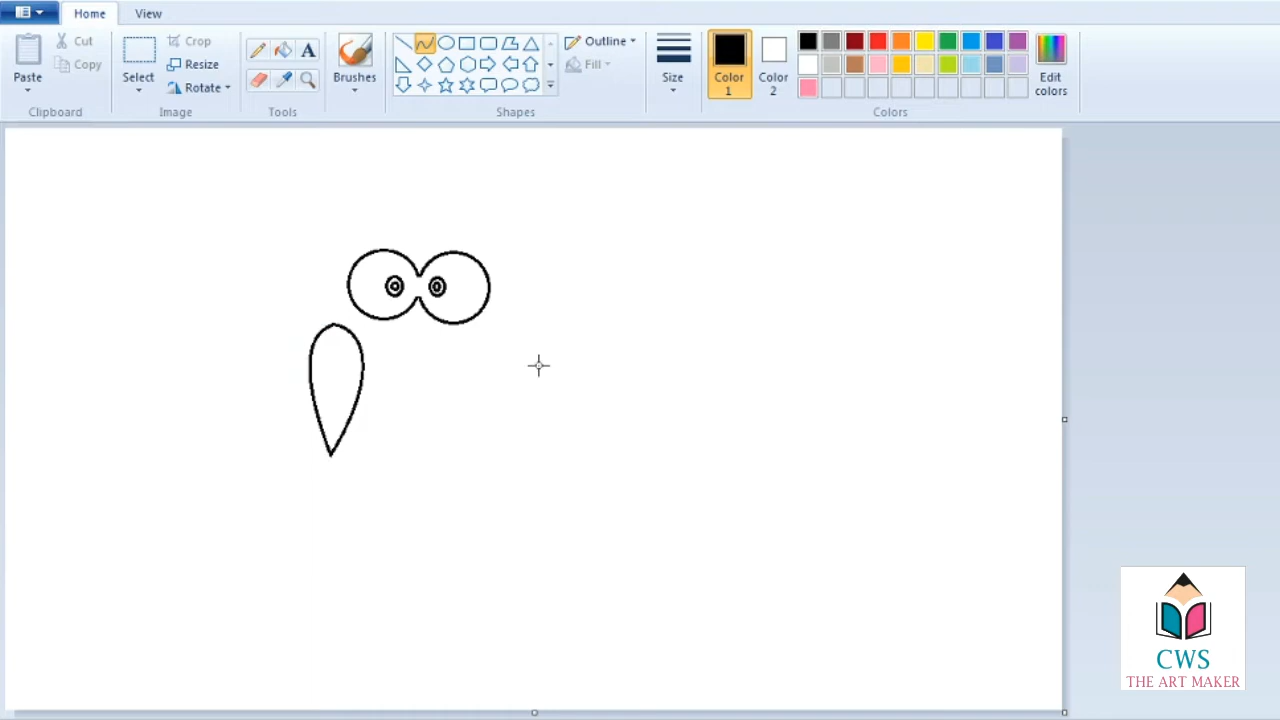 Home View
Cut
Copy
Paste
Clipboard
Select
Crop
Resize
Rotate
Image
A
Tools
Brushes
Outline
Fill
Shapes
Size
Color 1
Color 2
Edit colors
Colors
CWS
THE ART MAKER